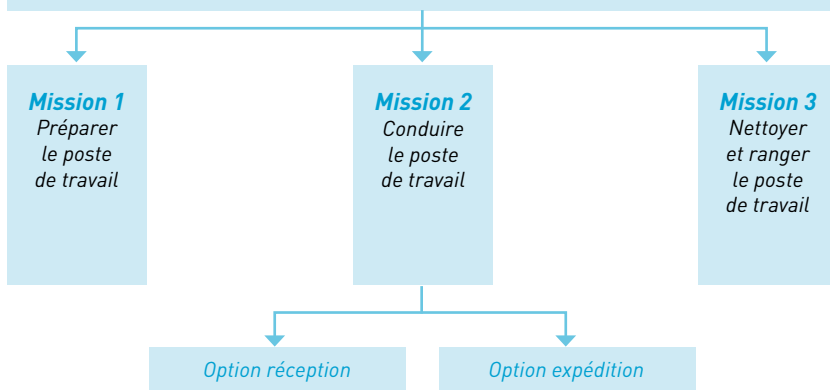 Mission 1
Préparer
le poste
de travail
Mission 2
Conduire
le poste
de travail
Mission 3
Nettoyer
et ranger
le poste
de travail
Option réception
Option expédition